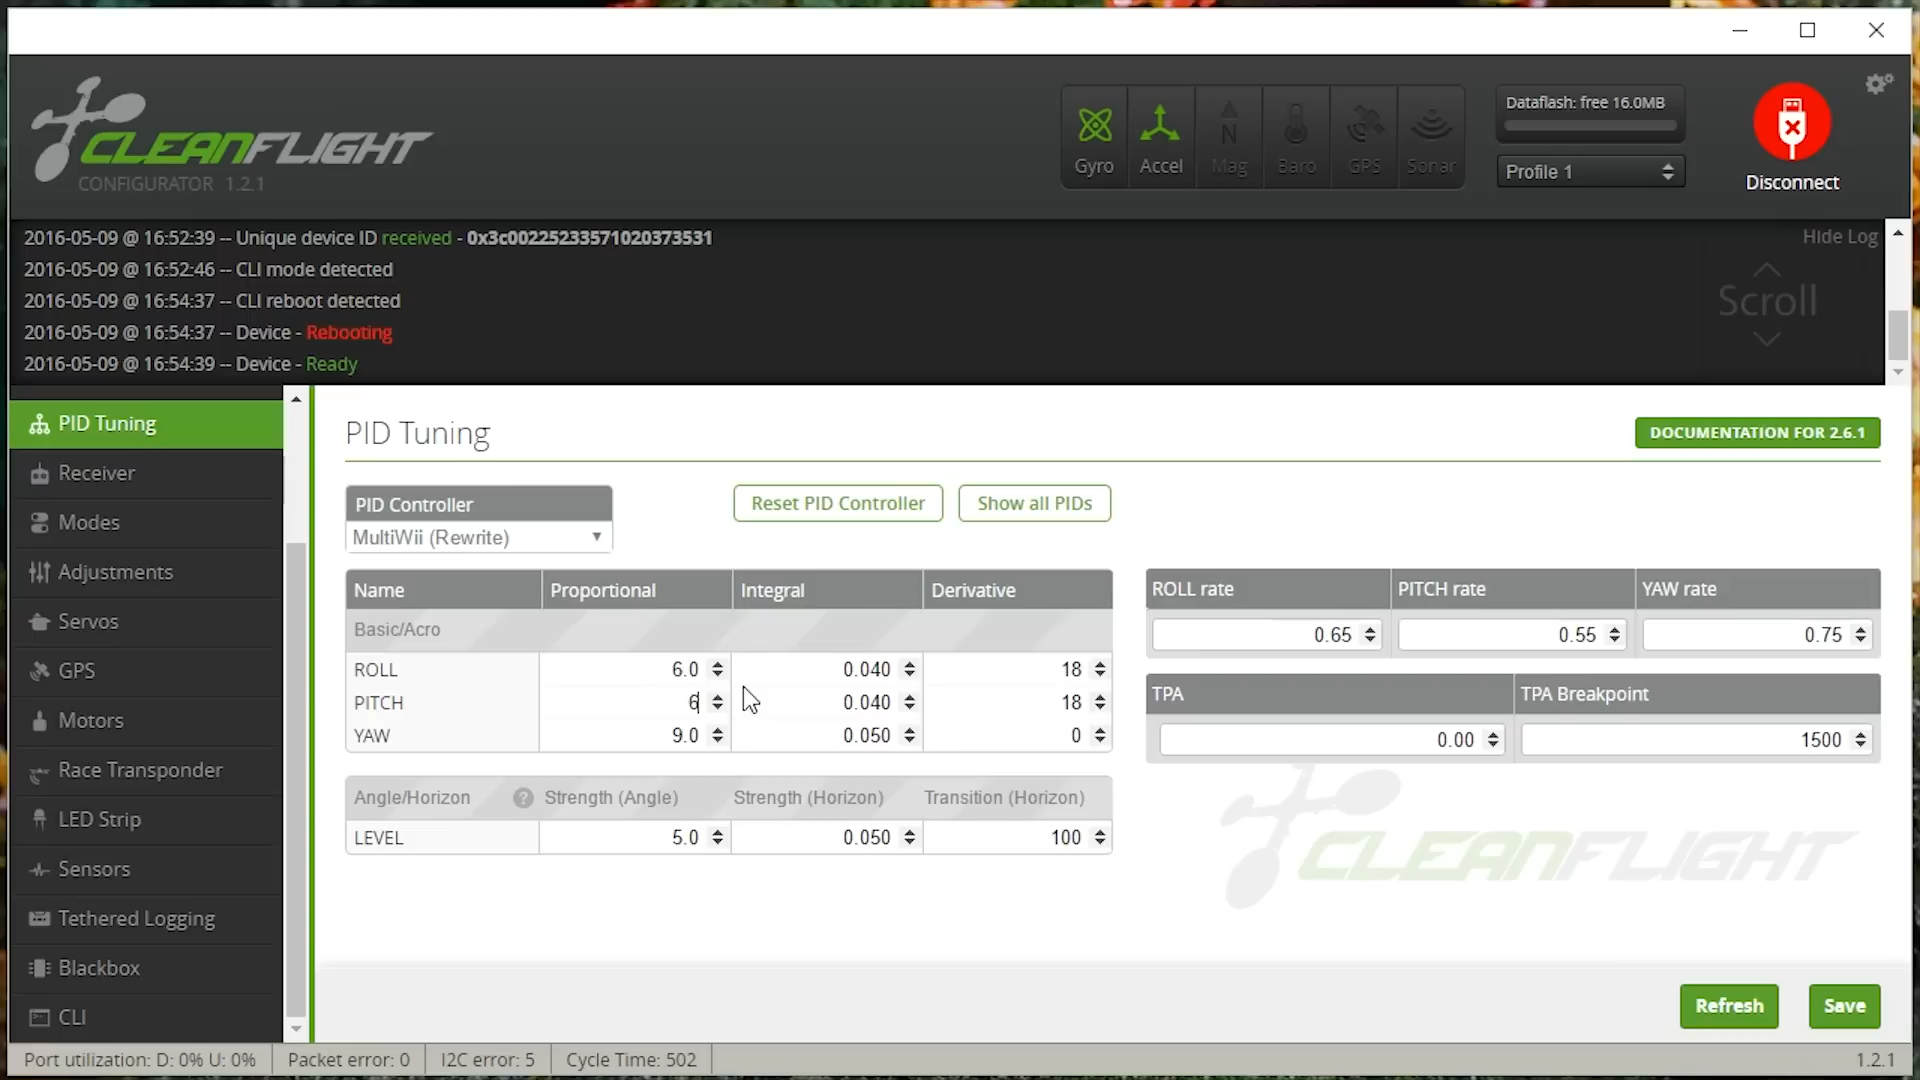 CLEANFLIGHT
CONFIGURATOR 1.2.1
Gyro
Accel
N
Mag
Baro
GPS
Sonar
Dataflash: free 16.0MB
Profile 1
Disconnect
2016-05-09 @ 16:52:39 -- Unique device ID received - 0x3c00225233571020373531
Hide Log
2016-05-09 @ 16:52:46 -- CLI mode detected
2016-05-09 @ 16:54:37 -- CLI reboot detected
Scroll
2016-05-09 @ 16:54:37 -- Device - Rebooting
2016-05-09 @ 16:54:39 -- Device - Ready
PID Tuning
Receiver
Modes
Adjustments
Servos
GPS
Motors
Race Transponder
LED Strip
Sensors
Tethered Logging
Blackbox
CLI
PID Tuning
DOCUMENTATION FOR 2.6.1
PID Controller
MultiWii (Rewrite)
Reset PID Controller
Show all PIDs
Name Proportional Integral Derivative
Basic/Acro
ROLL 6.0 0.040 18
PITCH 6 0.040 18
YAW 9.0 0.050 0
Angle/Horizon ? Strength (Angle) Strength (Horizon) Transition (Horizon)
LEVEL 5.0 0.050 100
ROLL rate PITCH rate YAW rate
0.65 0.55 0.75
TPA TPA Breakpoint
0.00 1500
CLEANFLIGHT
Refresh
Save
Port utilization: D: 0% U: 0% Packet error: 0 I2C error: 5 Cycle Time: 502 1.2.1